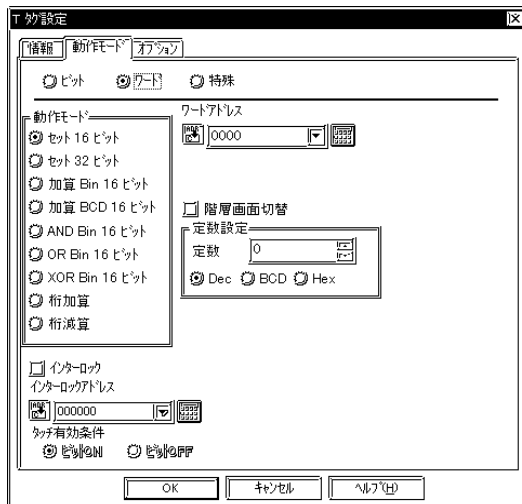 T ﾀｸﾞ設定
情報 動作ﾓｰﾄﾞ ｵﾌﾟｼｮﾝ
ﾋﾞｯﾄ ﾜｰﾄﾞ 特殊
動作ﾓｰﾄﾞ
ｾｯﾄ 16 ﾋﾞｯﾄ
ｾｯﾄ 32 ﾋﾞｯﾄ
加算 Bin 16 ﾋﾞｯﾄ
加算 BCD 16 ﾋﾞｯﾄ
AND Bin 16 ﾋﾞｯﾄ
OR Bin 16 ﾋﾞｯﾄ
XOR Bin 16 ﾋﾞｯﾄ
桁加算
桁減算
ﾜｰﾄﾞｱﾄﾞﾚｽ
0000
階層画面切替
定数設定
定数 0
Dec BCD Hex
ｲﾝﾀｰﾛｯｸ
ｲﾝﾀｰﾛｯｸｱﾄﾞﾚｽ
000000
ﾀｯﾁ有効条件
ﾋﾞｯﾄON ﾋﾞｯﾄOFF
OK ｷｬﾝｾﾙ ﾍﾙﾌﾟ(H)